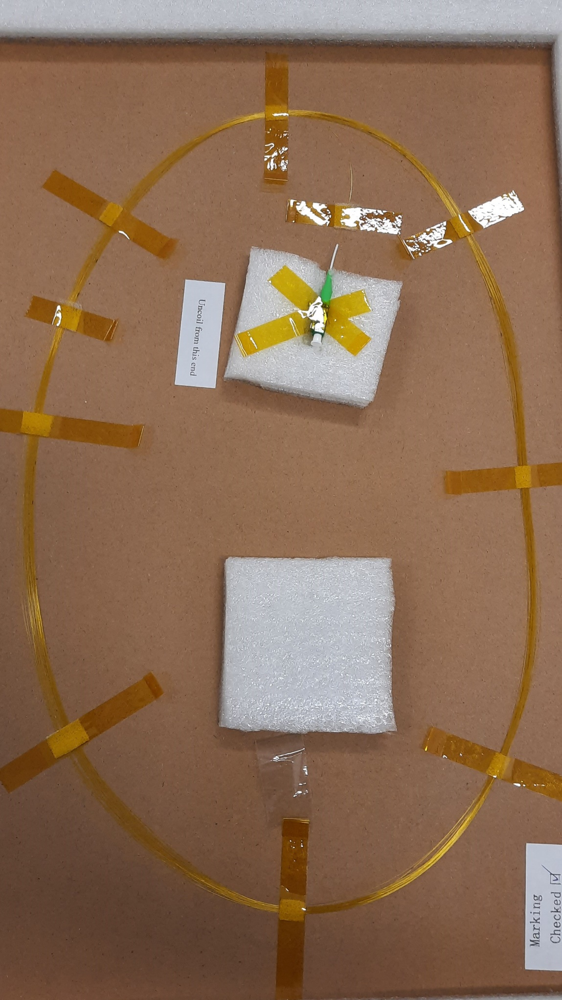 Uncoil from this end
Marking
Checked ☑